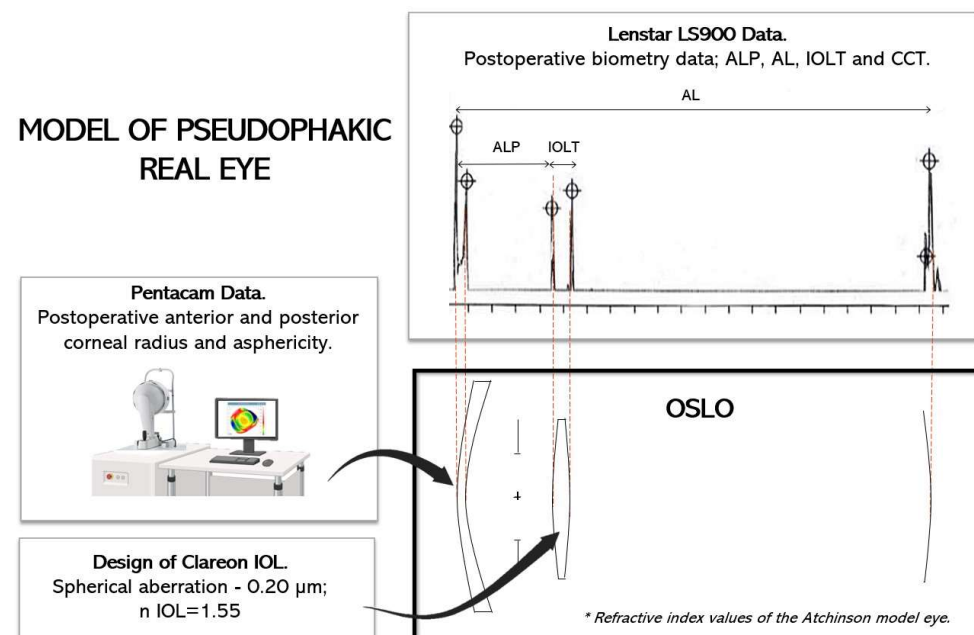 MODEL OF PSEUDOPHAKIC
REAL EYE
Lenstar LS900 Data.
Postoperative biometry data; ALP, AL, IOLT and CCT.
AL
ALP
IOLT
Pentacam Data.
Postoperative anterior and posterior
corneal radius and asphericity.
OSLO
Design of Clareon IOL.
Spherical aberration - 0.20 µm;
n IOL=1.55
* Refractive index values of the Atchinson model eye.